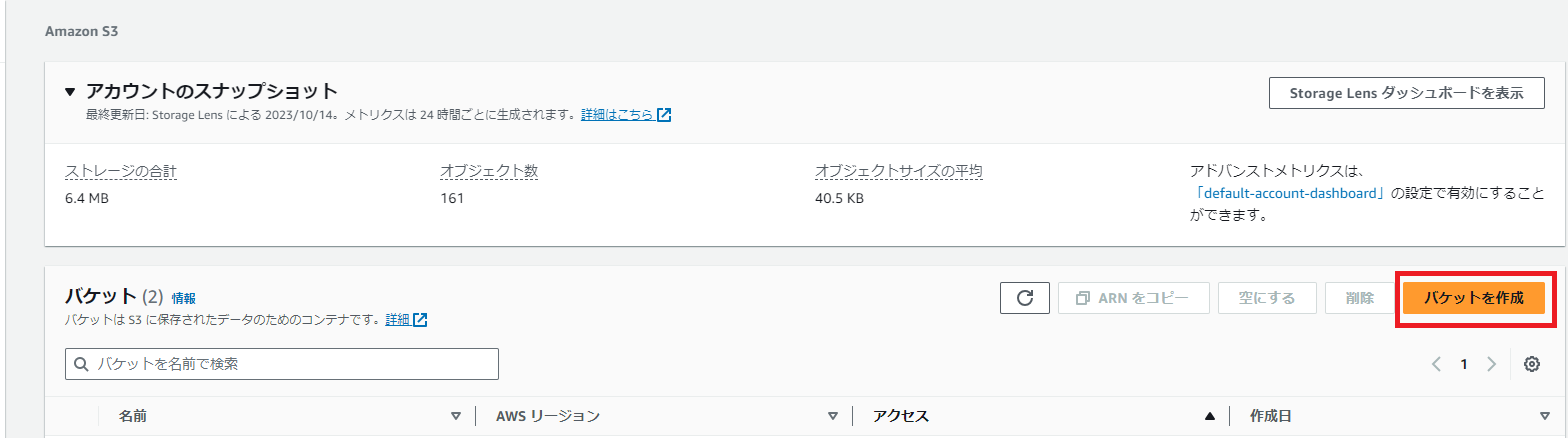 Amazon S3
▼ アカウントのスナップショット
Storage Lens ダッシュボードを表示
最終更新日: Storage Lens による 2023/10/14。メトリクスは 24 時間ごとに生成されます。詳細はこちら
ストレージの合計
6.4 MB
オブジェクト数
161
オブジェクトサイズの平均
40.5 KB
アドバンストメトリクスは、
「default-account-dashboard」の設定で有効にすること
ができます。
バケット (2) 情報
バケットは S3 に保存されたデータのためのコンテナです。詳細
ARN をコピー
空にする
削除
バケットを作成
バケットを名前で検索
1
名前
AWS リージョン
アクセス
作成日